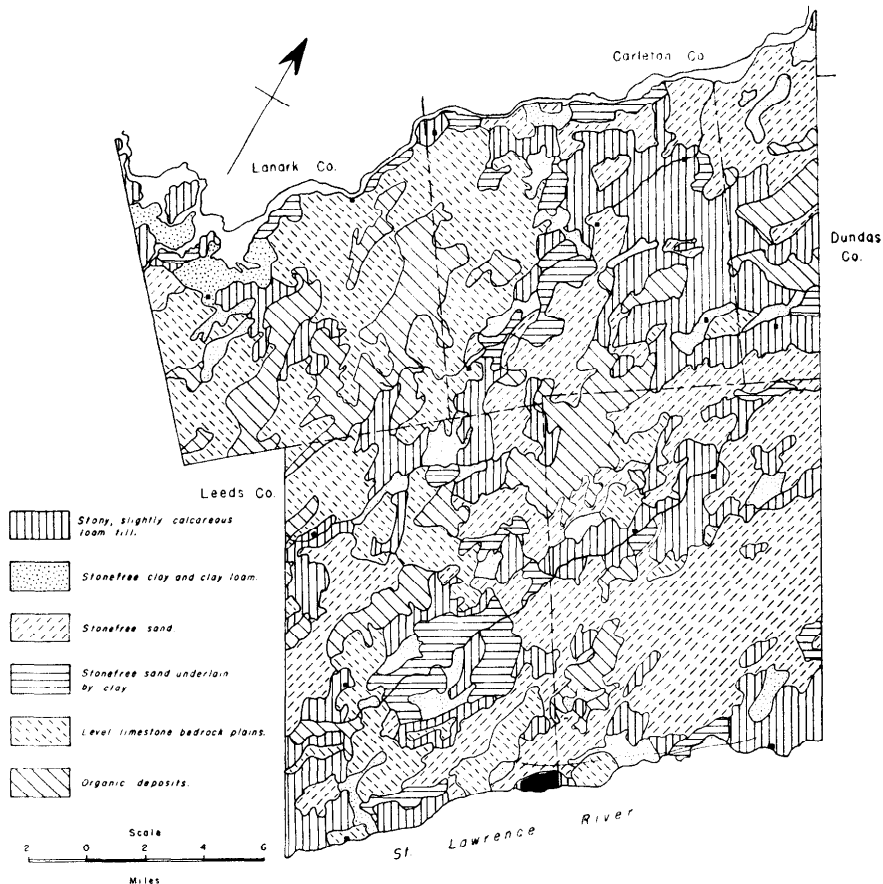 Carleton Co.
Lanark Co.
Dundas
Co.
Leeds Co.
Stony, slightly calcareous
loam till.
Stonefree clay and clay loam.
Stonefree sand.
Stonefree sand underlain
by clay
Level limestone bedrock plains.
Organic deposits.
Scale
2 0 2 4 6
Miles
St. Lawrence River